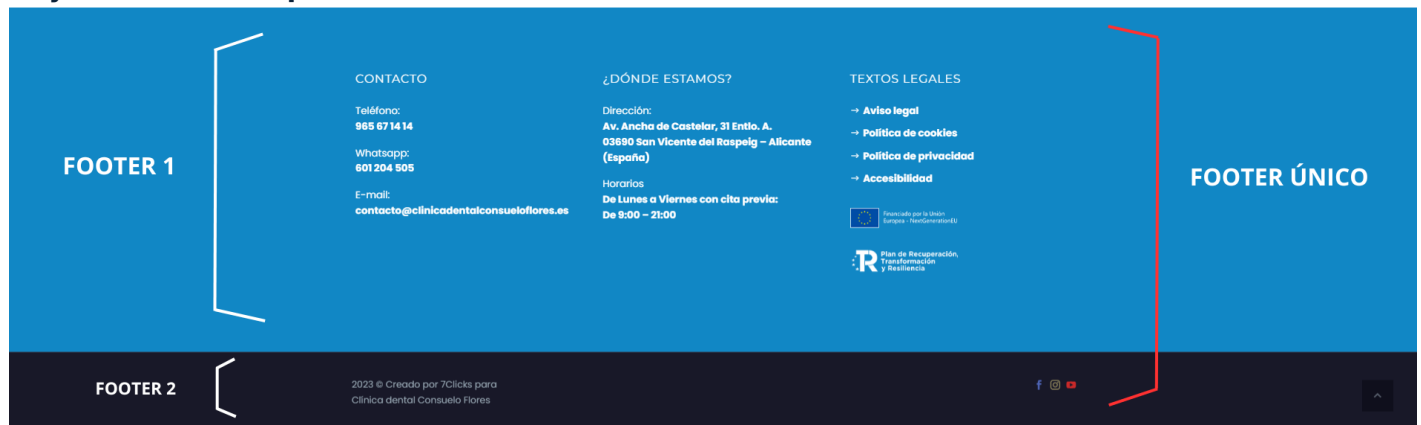 FOOTER 1
CONTACTO
Teléfono:
965 67 14 14
Whatsapp:
601 204 505
E-mail:
contacto@clinicadentalconsueloflores.es
¿DÓNDE ESTAMOS?
Dirección:
Av. Ancha de Castelar, 31 Entlo. A.
03690 San Vicente del Raspeig – Alicante
(España)
Horarios
De Lunes a Viernes con cita previa:
De 9:00 – 21:00
TEXTOS LEGALES
→ Aviso legal
→ Política de cookies
→ Política de privacidad
→ Accesibilidad
Financiado por la Unión
Europea - NextGenerationEU
Plan de Recuperación,
Transformación
y Resiliencia
FOOTER ÚNICO
FOOTER 2
2023 © Creado por 7Clicks para
Clínica dental Consuelo Flores